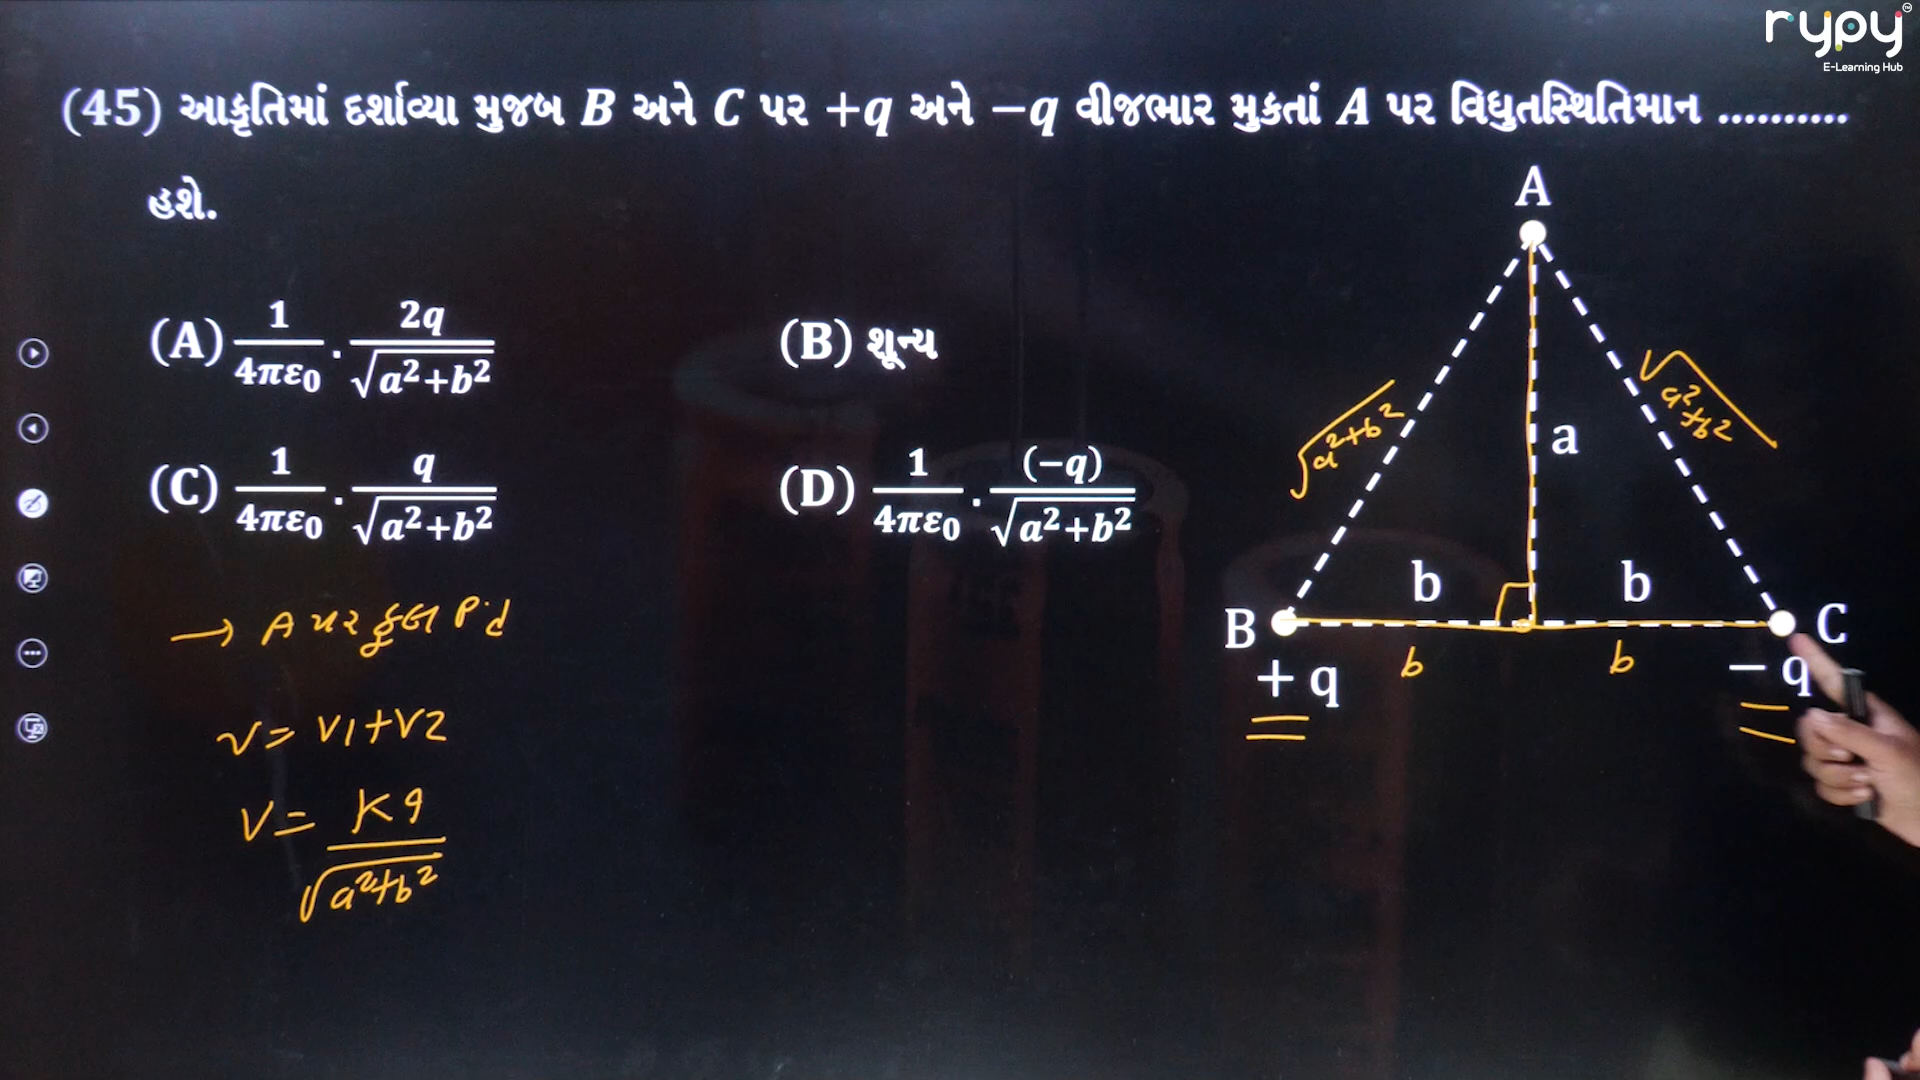 rypy
E-Learning Hub
(45) આકૃતિમાં દર્શાવ્યા મુજબ B અને C પર +q અને −q વીજભાર મુકતાં A પર વિદ્યુતસ્થિતિમાન ..........
હશે.
(A) 1/4πε₀ · 2q/√a²+b²
(B) શૂન્ય
(C) 1/4πε₀ · q/√a²+b²
(D) 1/4πε₀ · (−q)/√a²+b²
→ A પર કુલ P.d
V = V1+V2
V = Kq/√a²+b²
A
√a²+b²
√a²+b²
a
b
b
B
C
b
b
+ q
− q